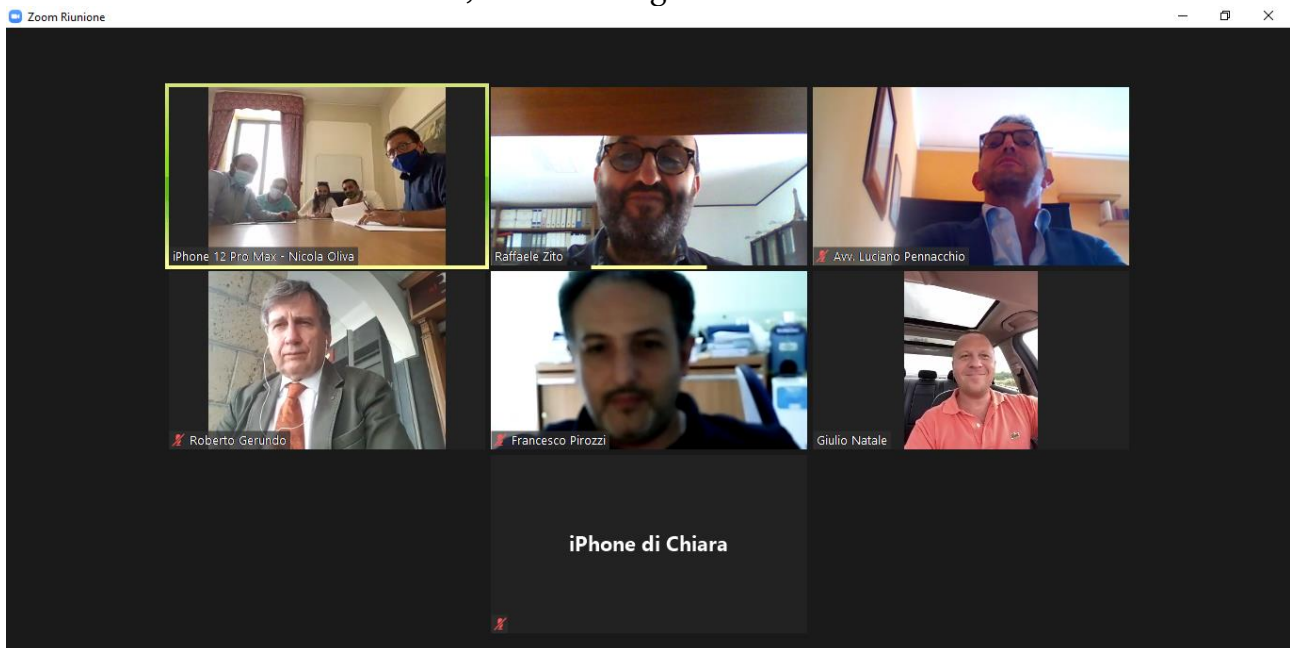 Zoom Riunione
iPhone 12 Pro Max - Nicola Oliva
Raffaele Zito
Avv. Luciano Pennacchio
Roberto Gerundo
Francesco Pirozzi
Giulio Natale
iPhone di Chiara